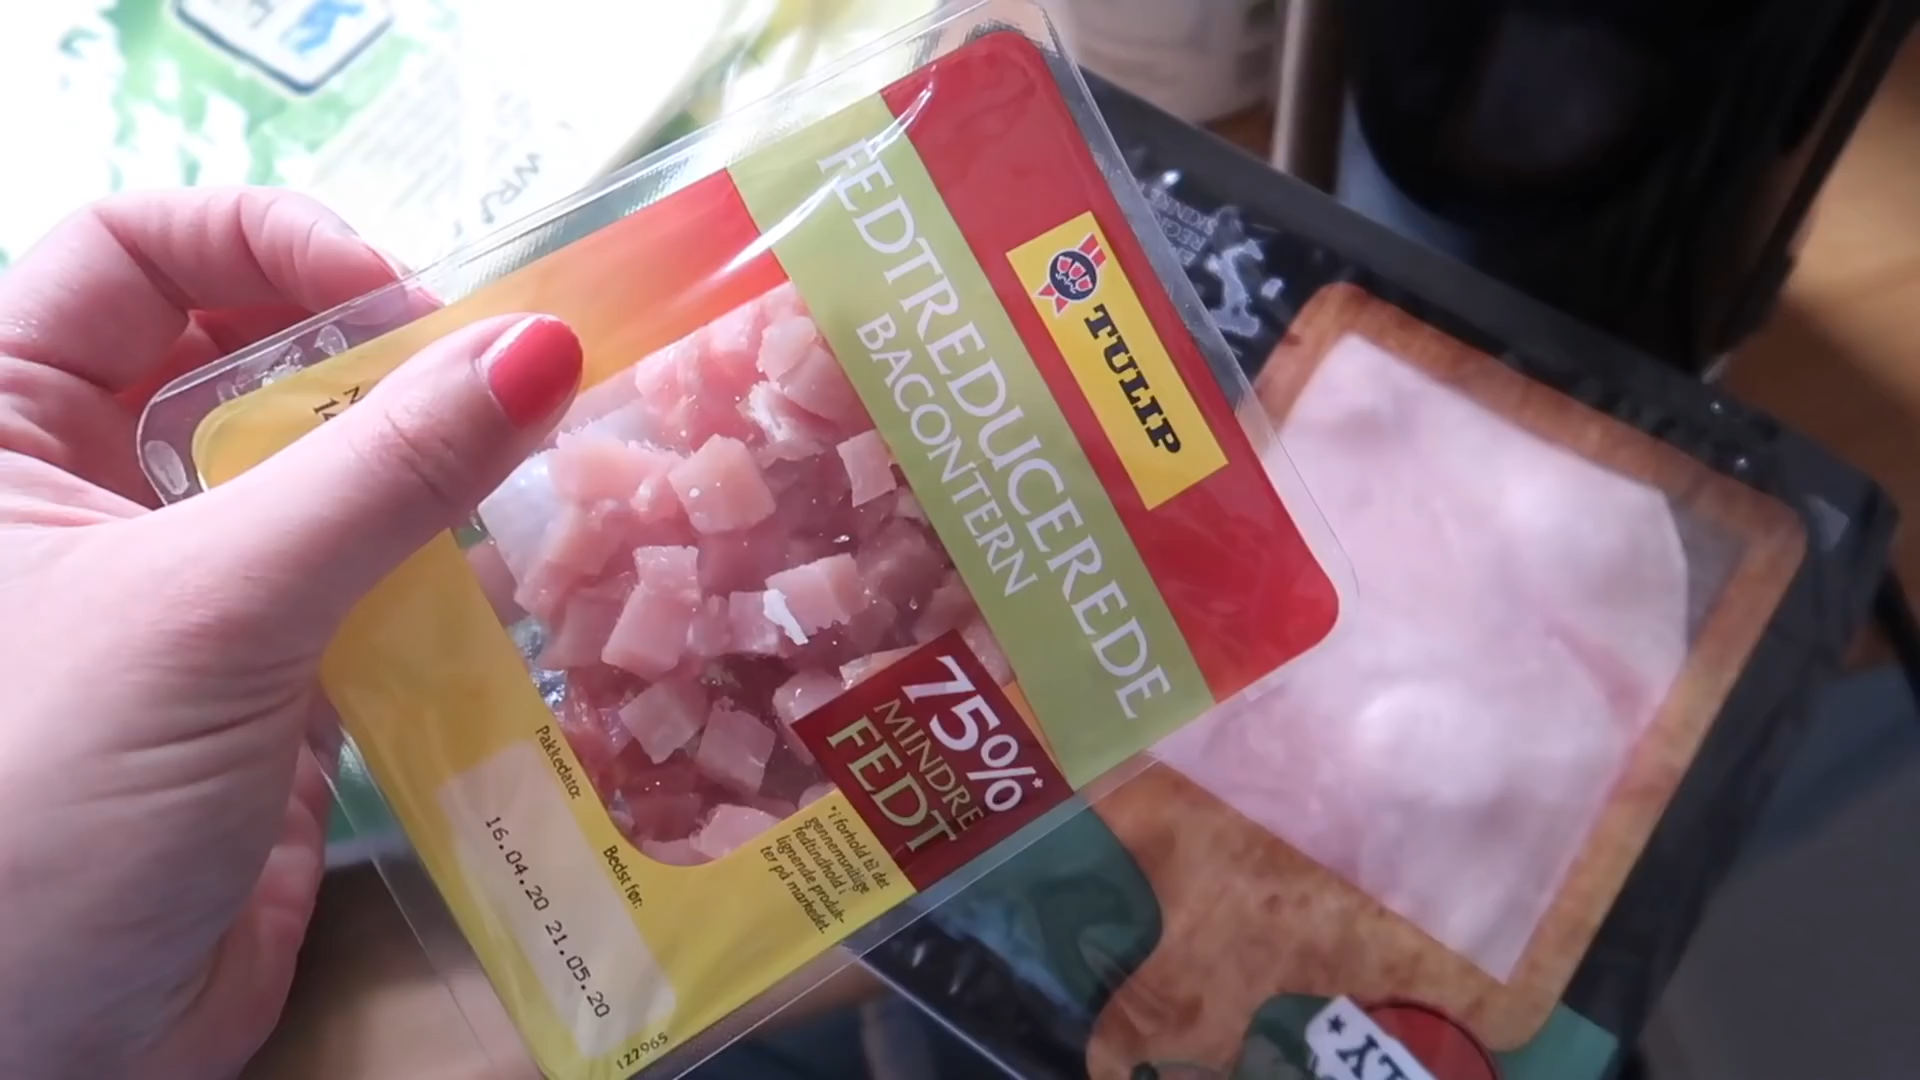 TULIP
FEDTREDUCEREDE
BACONTERN
75%*
MINDRE
FEDT
*i forhold til det
gennemsnitlige
fedtindhold i
lignende produk-
ter på markedet.
Pakkedato:
Bedst før:
16.04.20 21.05.20
122965